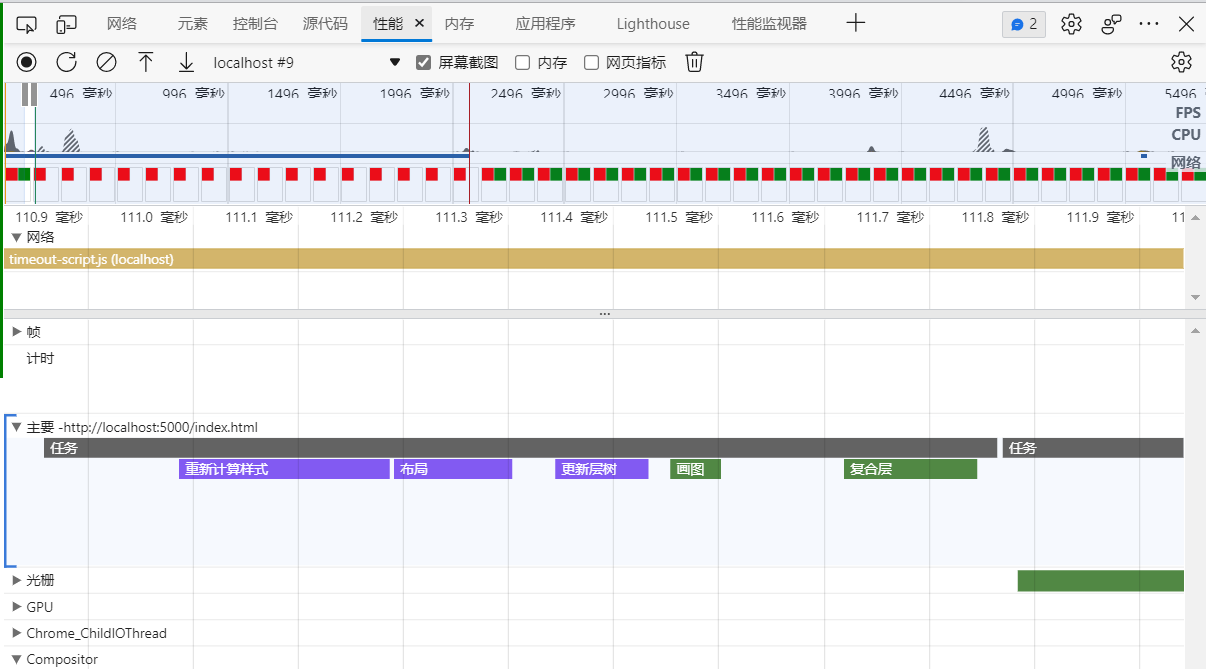 网络 元素 控制台 源代码 性能 × 内存 应用程序 Lighthouse 性能监视器 2
localhost #9 屏幕截图 内存 网页指标
496 毫秒 996 毫秒 1496 毫秒 1996 毫秒 2496 毫秒 2996 毫秒 3496 毫秒 3996 毫秒 4496 毫秒 4996 毫秒 5496
FPS
CPU
网络
110.9 毫秒 111.0 毫秒 111.1 毫秒 111.2 毫秒 111.3 毫秒 111.4 毫秒 111.5 毫秒 111.6 毫秒 111.7 毫秒 111.8 毫秒 111.9 毫秒 11
网络
timeout-script.js (localhost)
帧
计时
主要 -http://localhost:5000/index.html
任务 任务
重新计算样式 布局 更新层树 画图 复合层
光栅
GPU
Chrome_ChildIOThread
Compositor